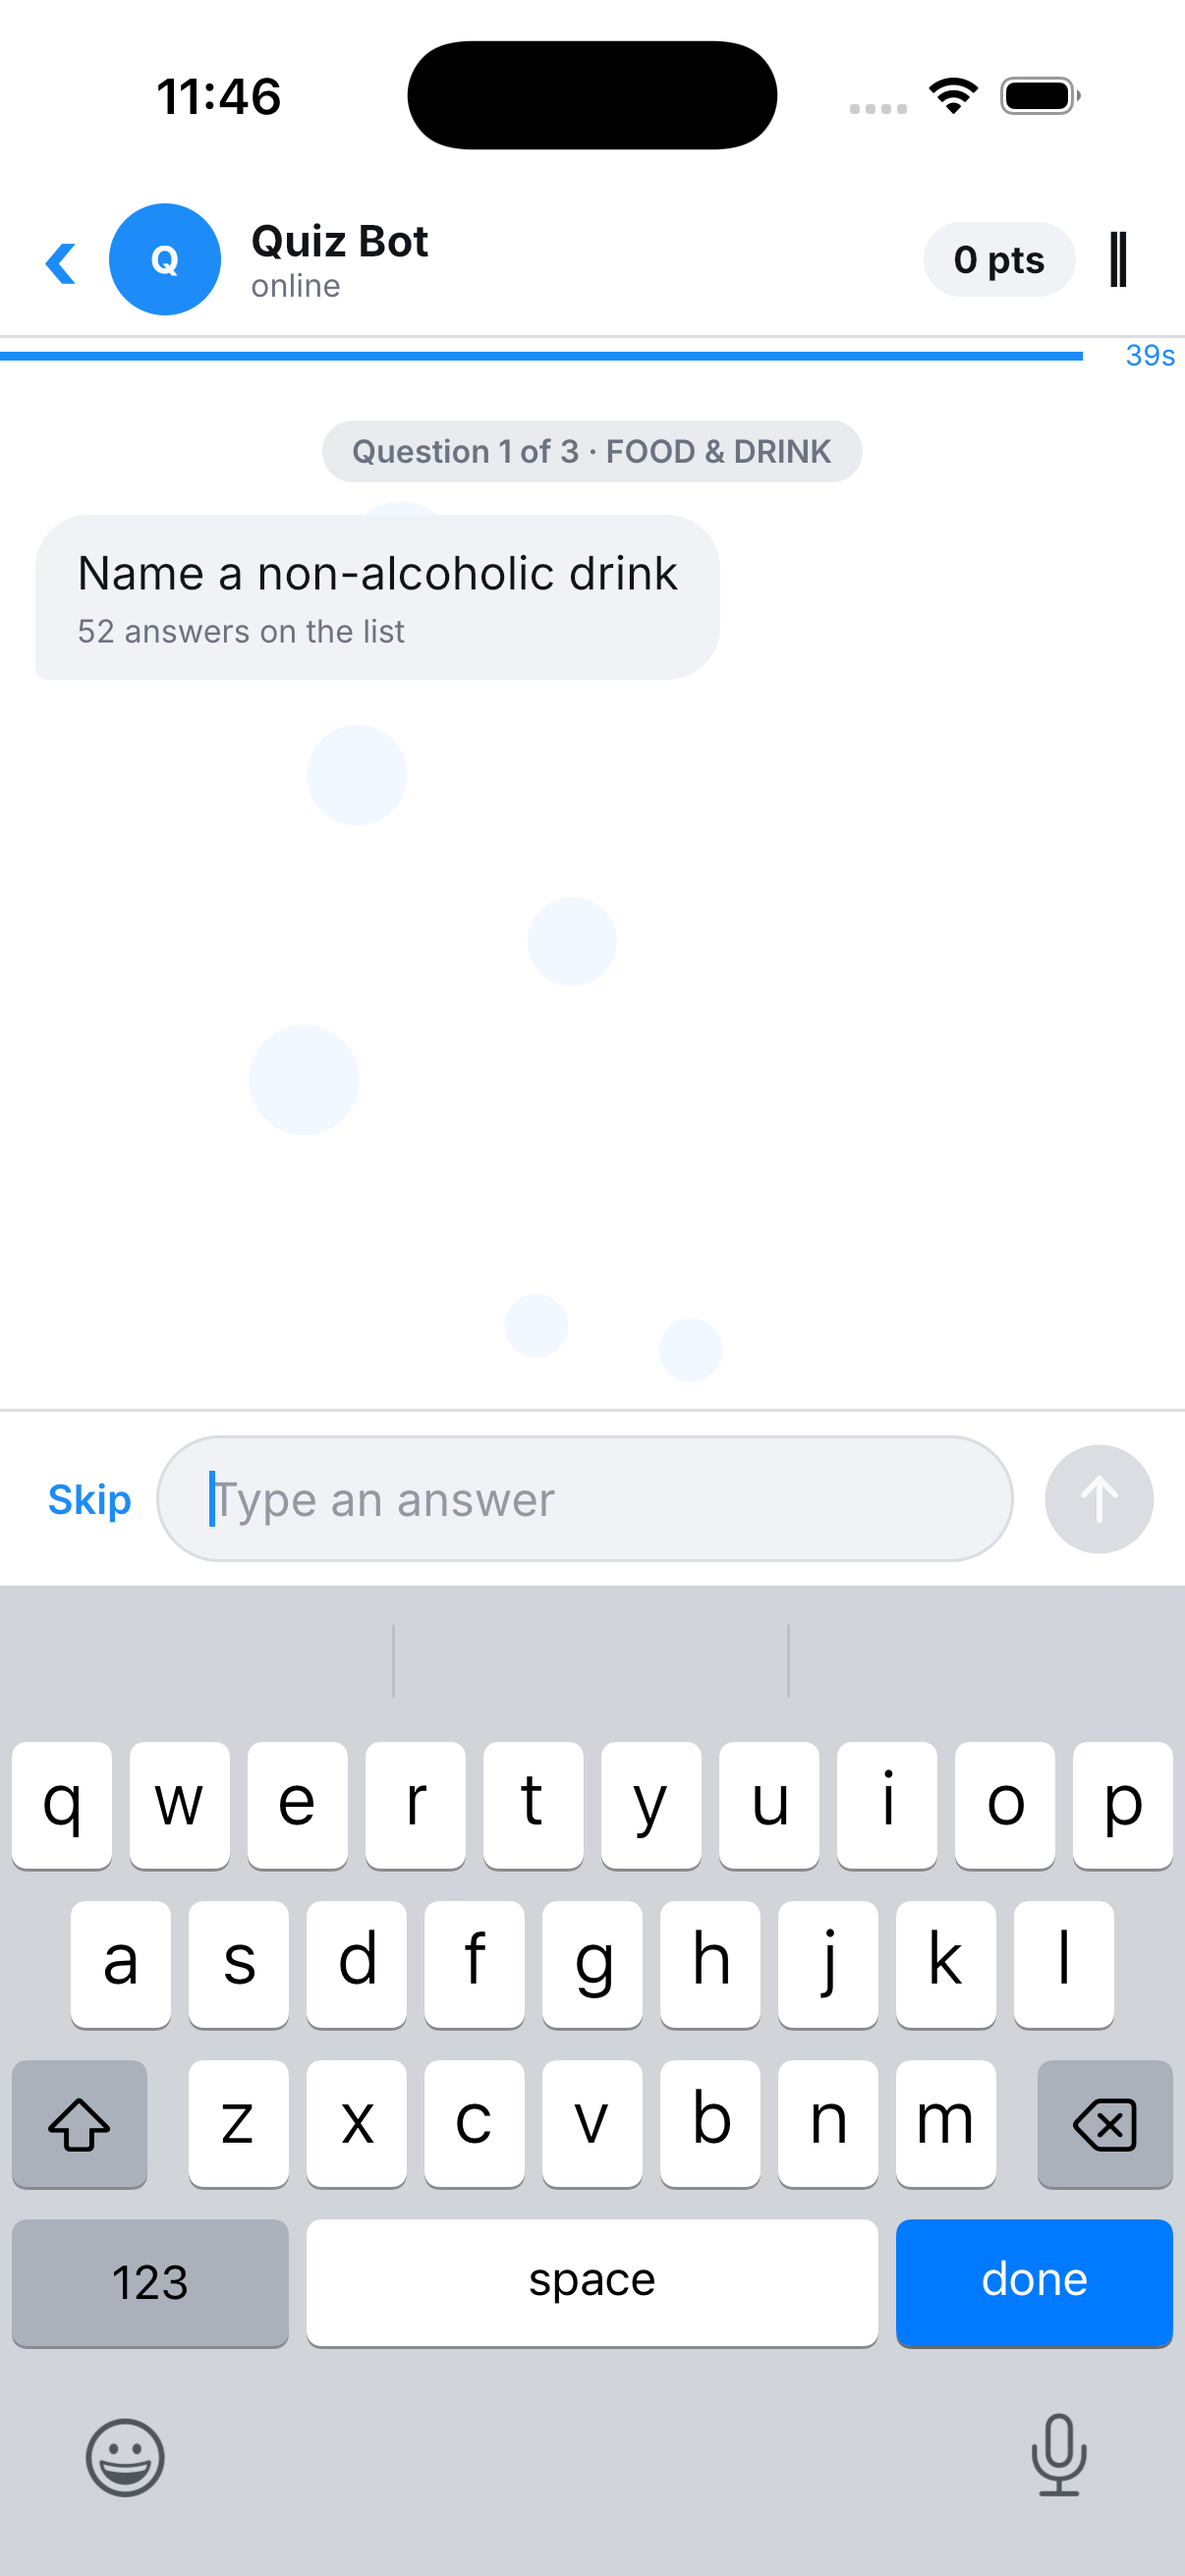 11:46
Q
Quiz Bot
online
0 pts
39s
Question 1 of 3 · FOOD & DRINK
Name a non-alcoholic drink
52 answers on the list
Skip
Type an answer
q w e r t y u i o p
a s d f g h j k l
z x c v b n m
123 space done